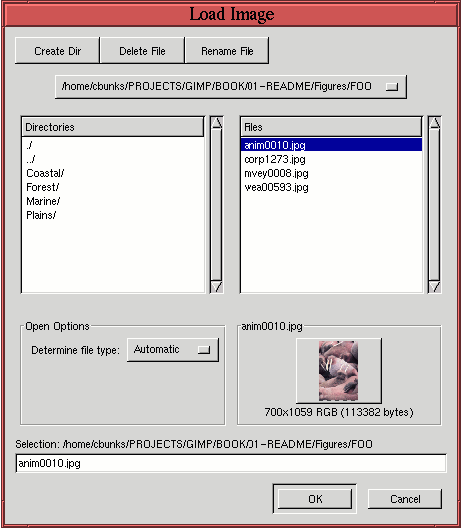 Load Image
Create Dir Delete File Rename File
/home/cbunks/PROJECTS/GIMP/BOOK/01-README/Figures/FOO
Directories Files
./ anim0010.jpg
../ corp1273.jpg
Coastal/ mvey0008.jpg
Forest/ wea00593.jpg
Marine/
Plains/
Open Options anim0010.jpg
Determine file type: Automatic
700x1059 RGB (113382 bytes)
Selection: /home/cbunks/PROJECTS/GIMP/BOOK/01-README/Figures/FOO
anim0010.jpg
OK Cancel